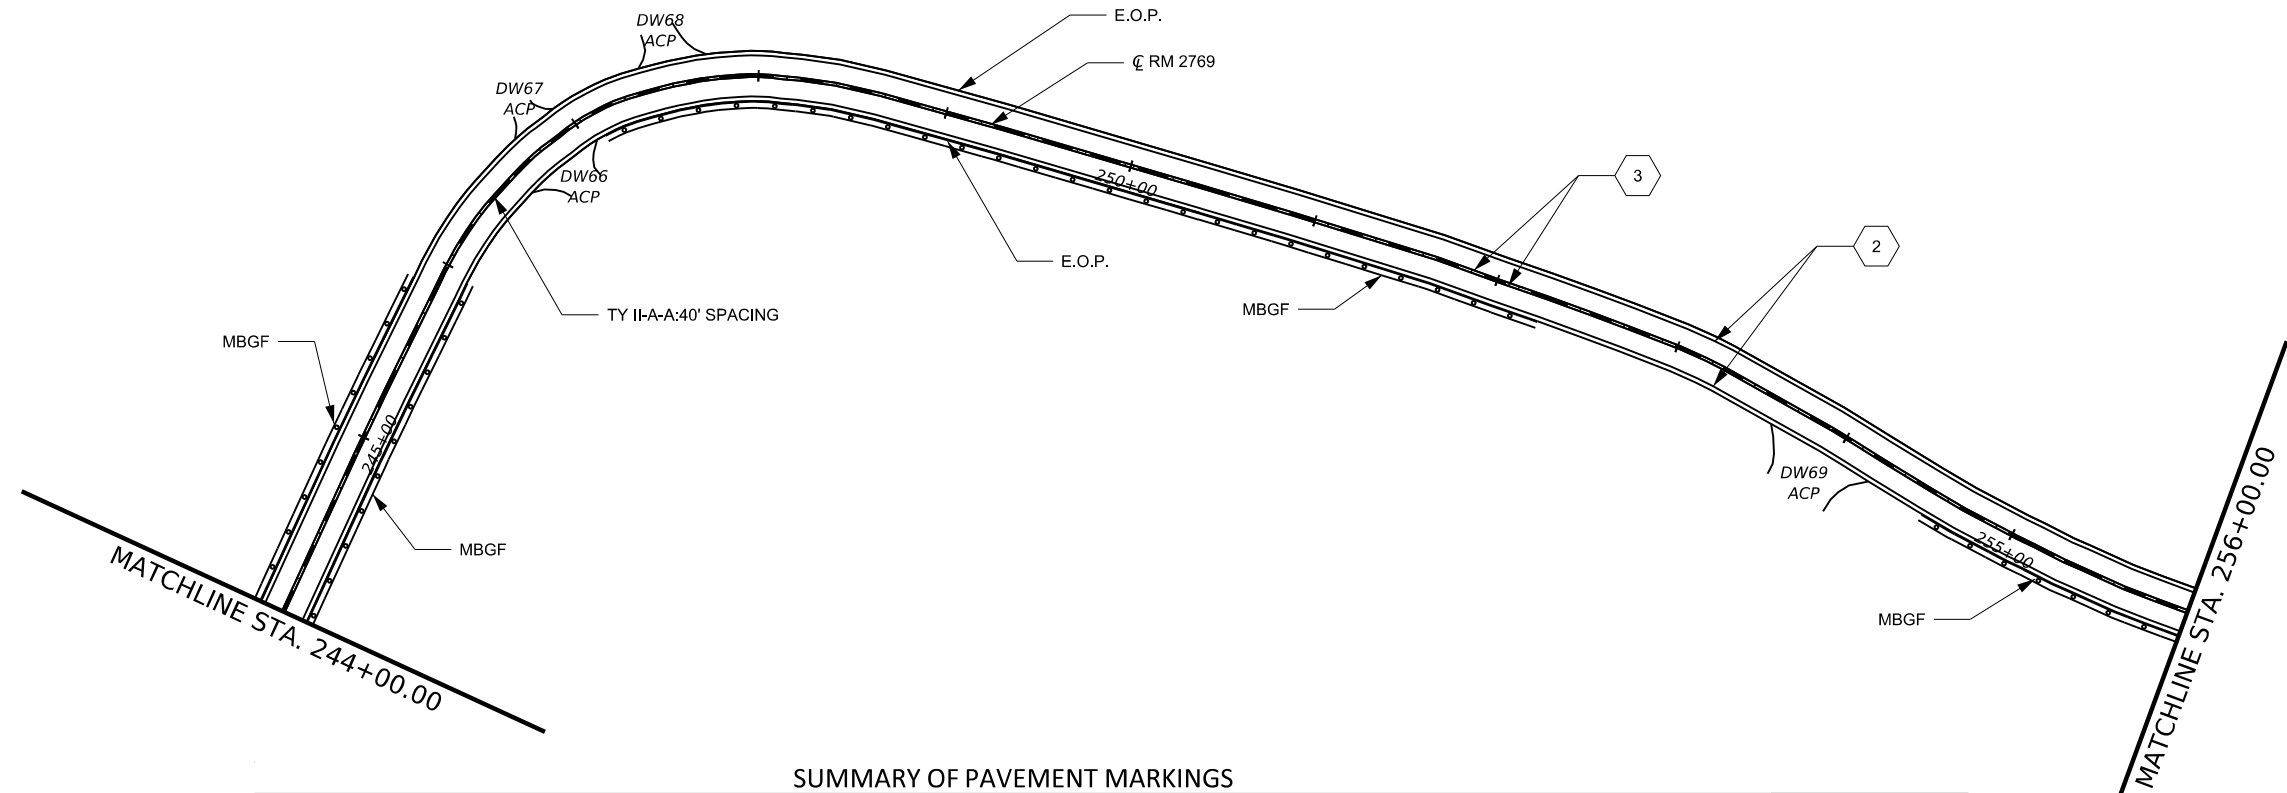 DW68
ACP
E.O.P.
℄ RM 2769
DW67
ACP
DW66
ACP
250+00
3
2
E.O.P.
TY II-A-A:40' SPACING
MBGF
MBGF
245+00
MBGF
DW69
ACP
255+00
MBGF
MATCHLINE STA. 244+00.00
MATCHLINE STA. 256+00.00
SUMMARY OF PAVEMENT MARKINGS